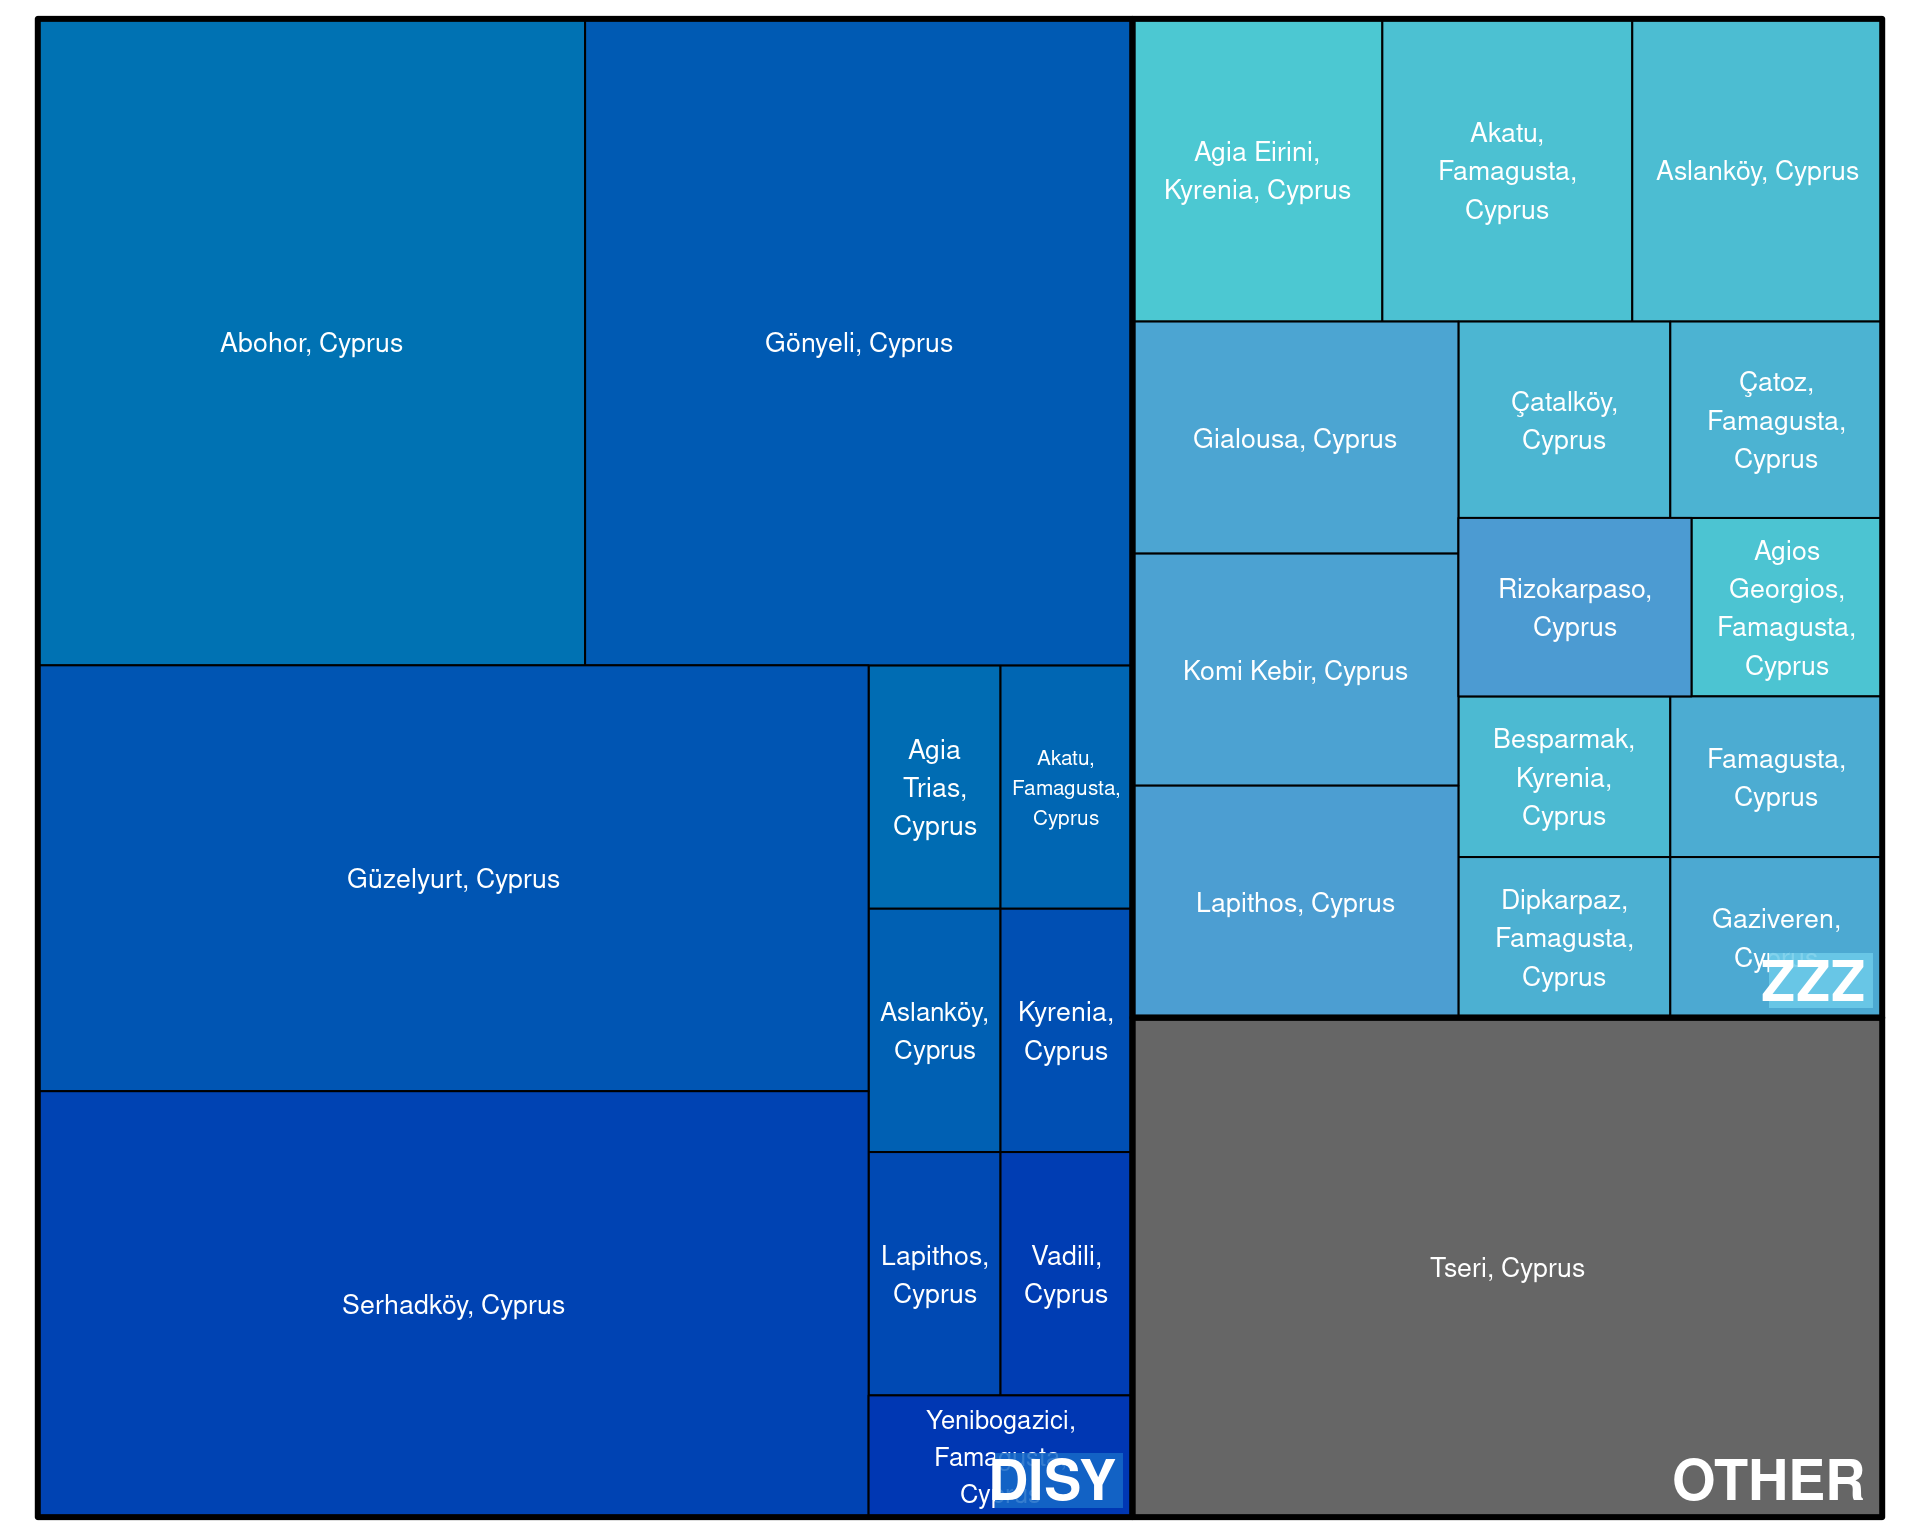 Abohor, Cyprus
Gönyeli, Cyprus
Güzelyurt, Cyprus
Serhadköy, Cyprus
Agia
Trias,
Cyprus
Akatu,
Famagusta,
Cyprus
Aslanköy,
Cyprus
Kyrenia,
Cyprus
Lapithos,
Cyprus
Vadili,
Cyprus
Yenibogazici,
Famagusta,
Cyprus
DISY
Agia Eirini,
Kyrenia, Cyprus
Akatu,
Famagusta,
Cyprus
Aslanköy, Cyprus
Gialousa, Cyprus
Komi Kebir, Cyprus
Lapithos, Cyprus
Çatalköy,
Cyprus
Çatoz,
Famagusta,
Cyprus
Rizokarpaso,
Cyprus
Agios
Georgios,
Famagusta,
Cyprus
Besparmak,
Kyrenia,
Cyprus
Famagusta,
Cyprus
Dipkarpaz,
Famagusta,
Cyprus
Gaziveren,
Cyprus
ZZZ
Tseri, Cyprus
OTHER